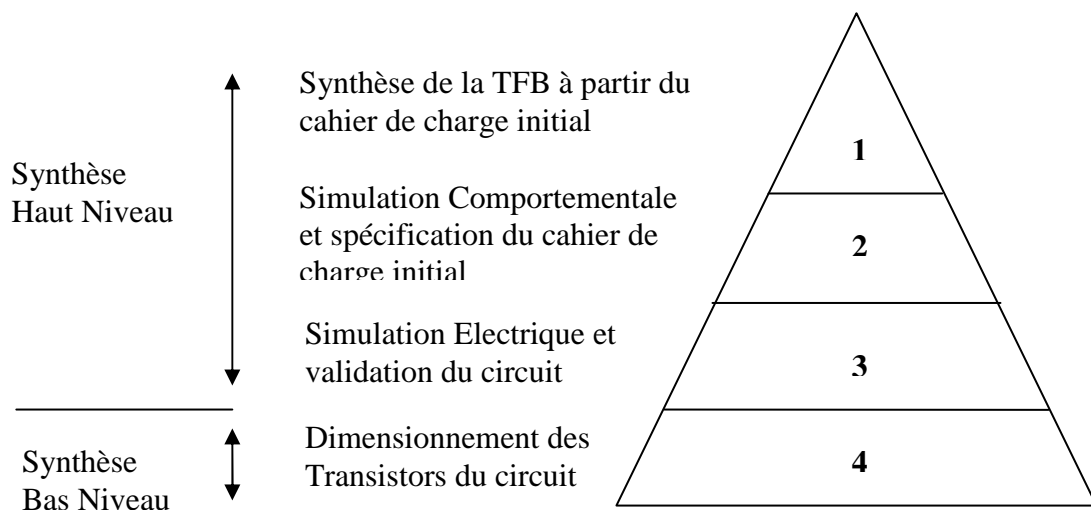 Synthèse de la TFB à partir du
cahier de charge initial
1
Synthèse
Haut Niveau
Simulation Comportementale
et spécification du cahier de
charge initial
2
Simulation Electrique et
validation du circuit
3
Dimensionnement des
Transistors du circuit
4
Synthèse
Bas Niveau